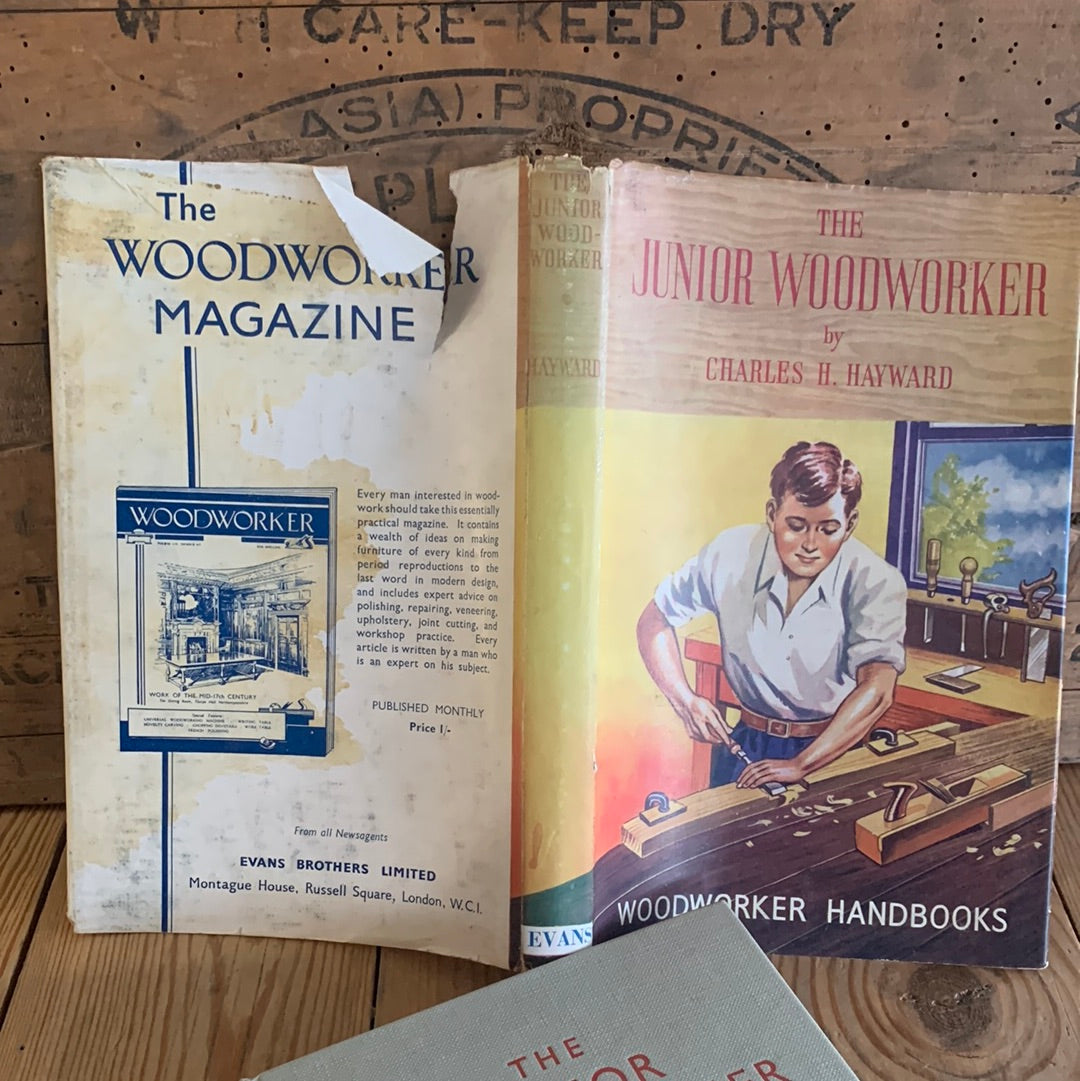 CARE-KEEP DRY
ASIA) PROPRIET
PL
The
WOODWORKER
MAGAZINE
WOODWORKER
WORK OF THE MID-17th CENTURY
Every man interested in wood-
work should take this essentially
practical magazine. It contains
a wealth of ideas on making
furniture of every kind from
period reproductions to the
last word in modern design,
and includes expert advice on
polishing, repairing, veneering,
upholstery, joint cutting, and
workshop practice. Every
article is written by a man who
is an expert on his subject.
PUBLISHED MONTHLY
Price 1/-
From all Newsagents
EVANS BROTHERS LIMITED
Montague House, Russell Square, London, W.C.1.
THE
JUNIOR
WOOD-
WORKER
HAYWARD
EVANS
THE
JUNIOR WOODWORKER
by
CHARLES H. HAYWARD
WOODWORKER HANDBOOKS
THE